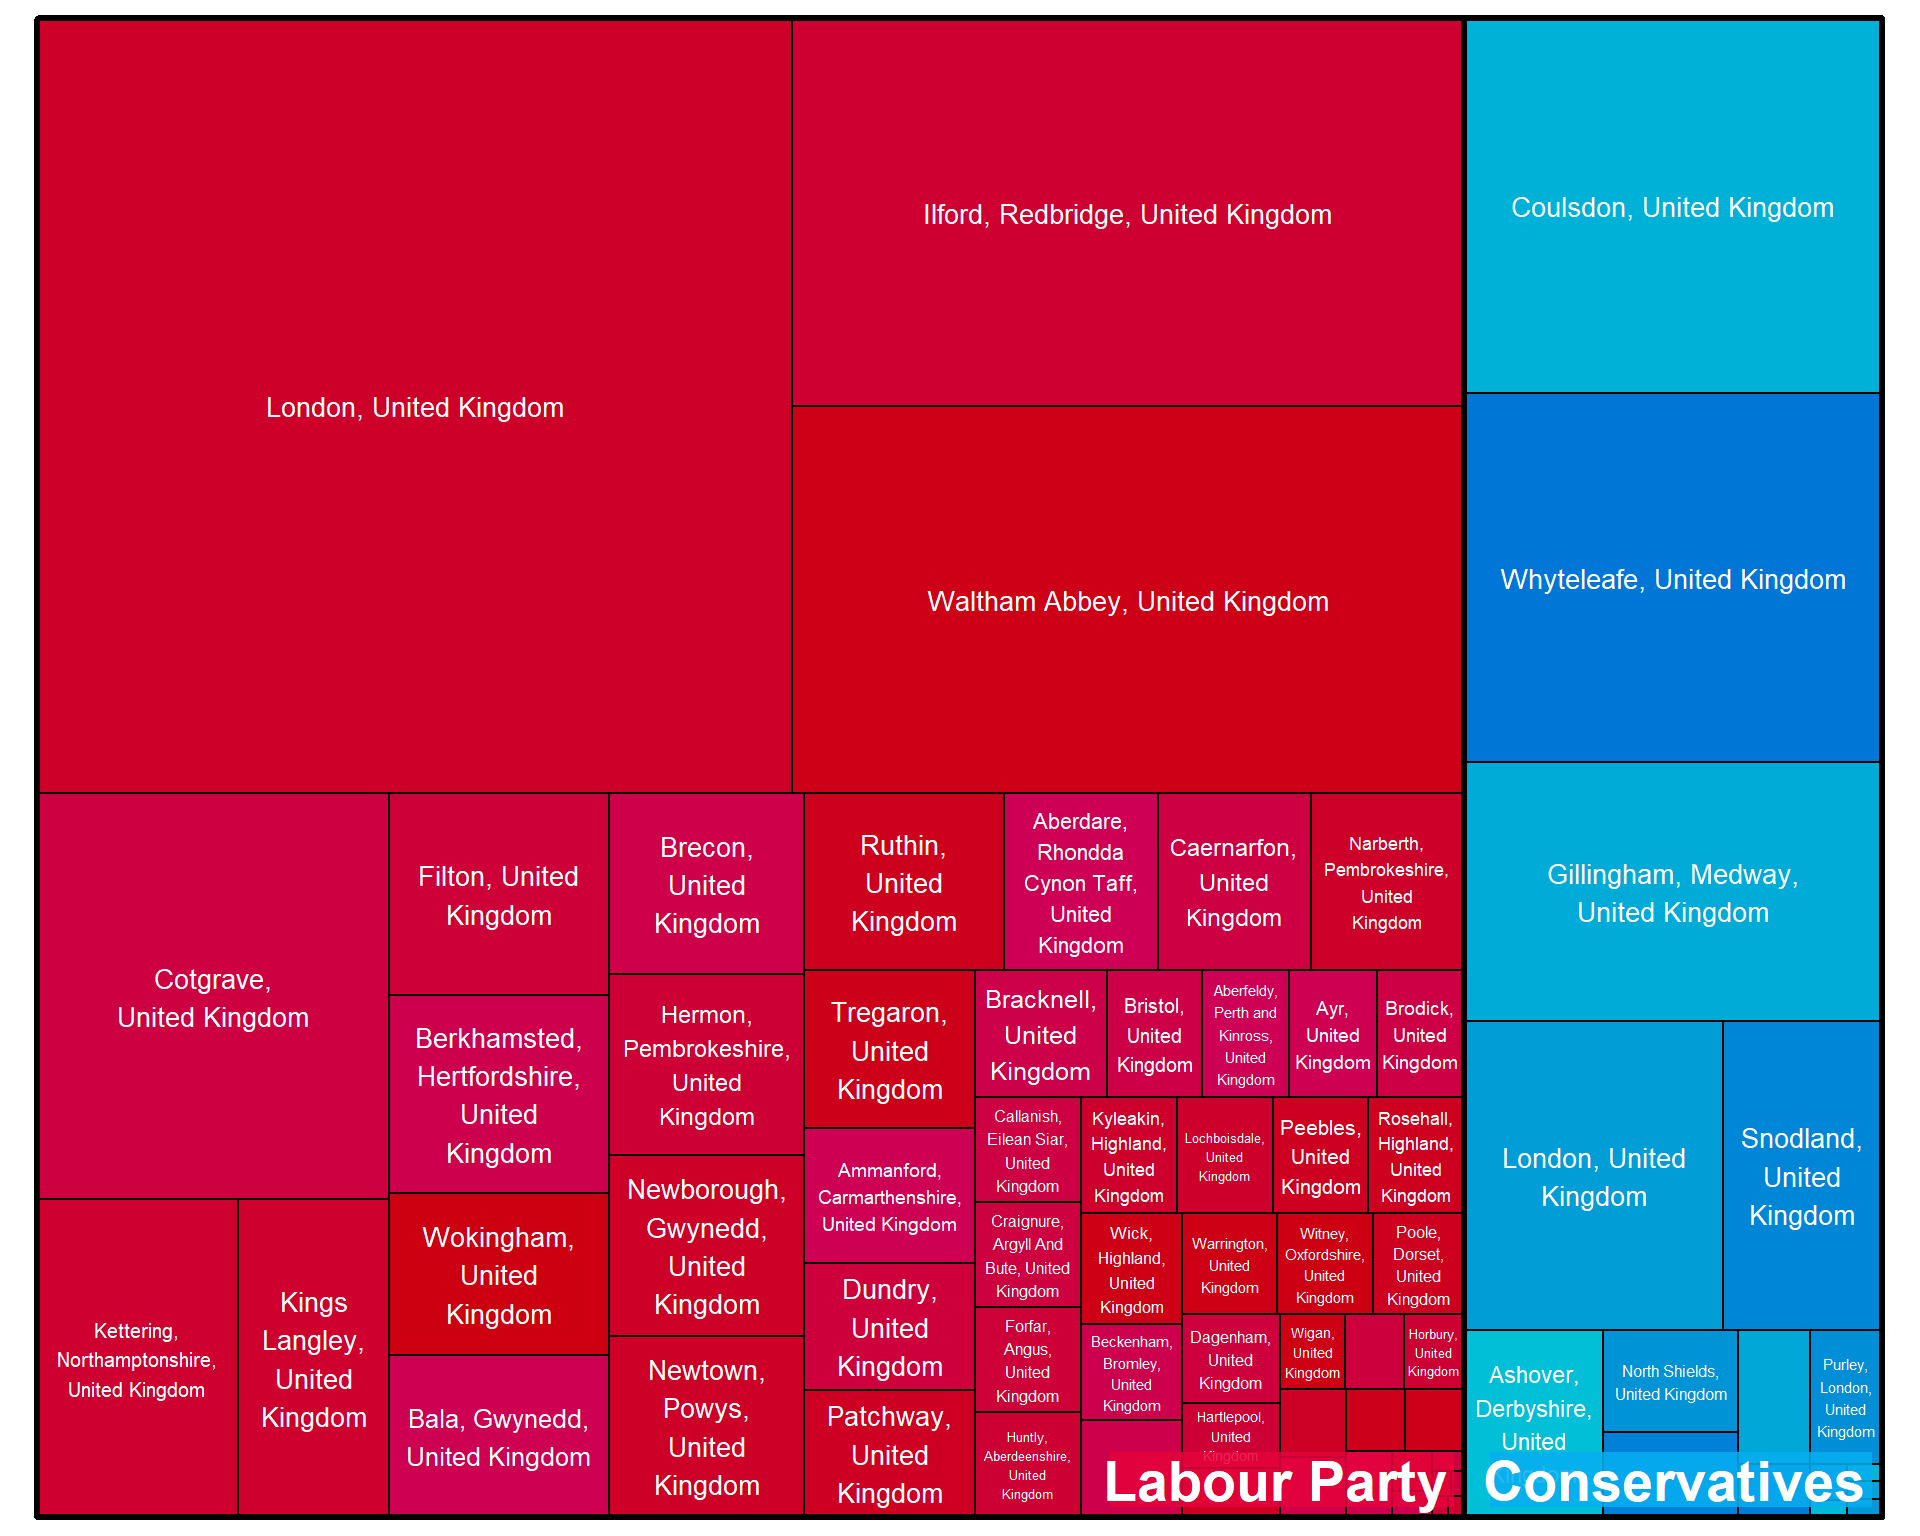 London, United Kingdom
Ilford, Redbridge, United Kingdom
Waltham Abbey, United Kingdom
Coulsdon, United Kingdom
Whyteleafe, United Kingdom
Gillingham, Medway,
United Kingdom
Cotgrave,
United Kingdom
Kettering,
Northamptonshire,
United Kingdom
Kings
Langley,
United
Kingdom
Filton, United
Kingdom
Berkhamsted,
Hertfordshire,
United
Kingdom
Wokingham,
United
Kingdom
Bala, Gwynedd,
United Kingdom
Brecon,
United
Kingdom
Hermon,
Pembrokeshire,
United
Kingdom
Newborough,
Gwynedd,
United
Kingdom
Newtown,
Powys,
United
Kingdom
Ruthin,
United
Kingdom
Tregaron,
United
Kingdom
Ammanford,
Carmarthenshire,
United Kingdom
Dundry,
United
Kingdom
Patchway,
United
Kingdom
Aberdare,
Rhondda
Cynon Taff,
United
Kingdom
Caernarfon,
United
Kingdom
Narberth,
Pembrokeshire,
United
Kingdom
Bracknell,
United
Kingdom
Bristol,
United
Kingdom
Aberfeldy,
Perth and
Kinross,
United
Kingdom
Ayr,
United
Kingdom
Brodick,
United
Kingdom
Callanish,
Eilean Siar,
United
Kingdom
Craignure,
Argyll And
Bute, United
Kingdom
Forfar,
Angus,
United
Kingdom
Huntly,
Aberdeenshire,
United
Kingdom
Kyleakin,
Highland,
United
Kingdom
Lochboisdale,
United
Kingdom
Peebles,
United
Kingdom
Rosehall,
Highland,
United
Kingdom
Wick,
Highland,
United
Kingdom
Warrington,
United
Kingdom
Witney,
Oxfordshire,
United
Kingdom
Poole,
Dorset,
United
Kingdom
Beckenham,
Bromley,
United
Kingdom
Dagenham,
United
Kingdom
Hartlepool,
United
Kingdom
Wigan,
United
Kingdom
Horbury,
United
Kingdom
Labour Party
London, United
Kingdom
Snodland,
United
Kingdom
Ashover,
Derbyshire,
United
North Shields,
United Kingdom
Purley,
London,
United
Kingdom
Conservatives